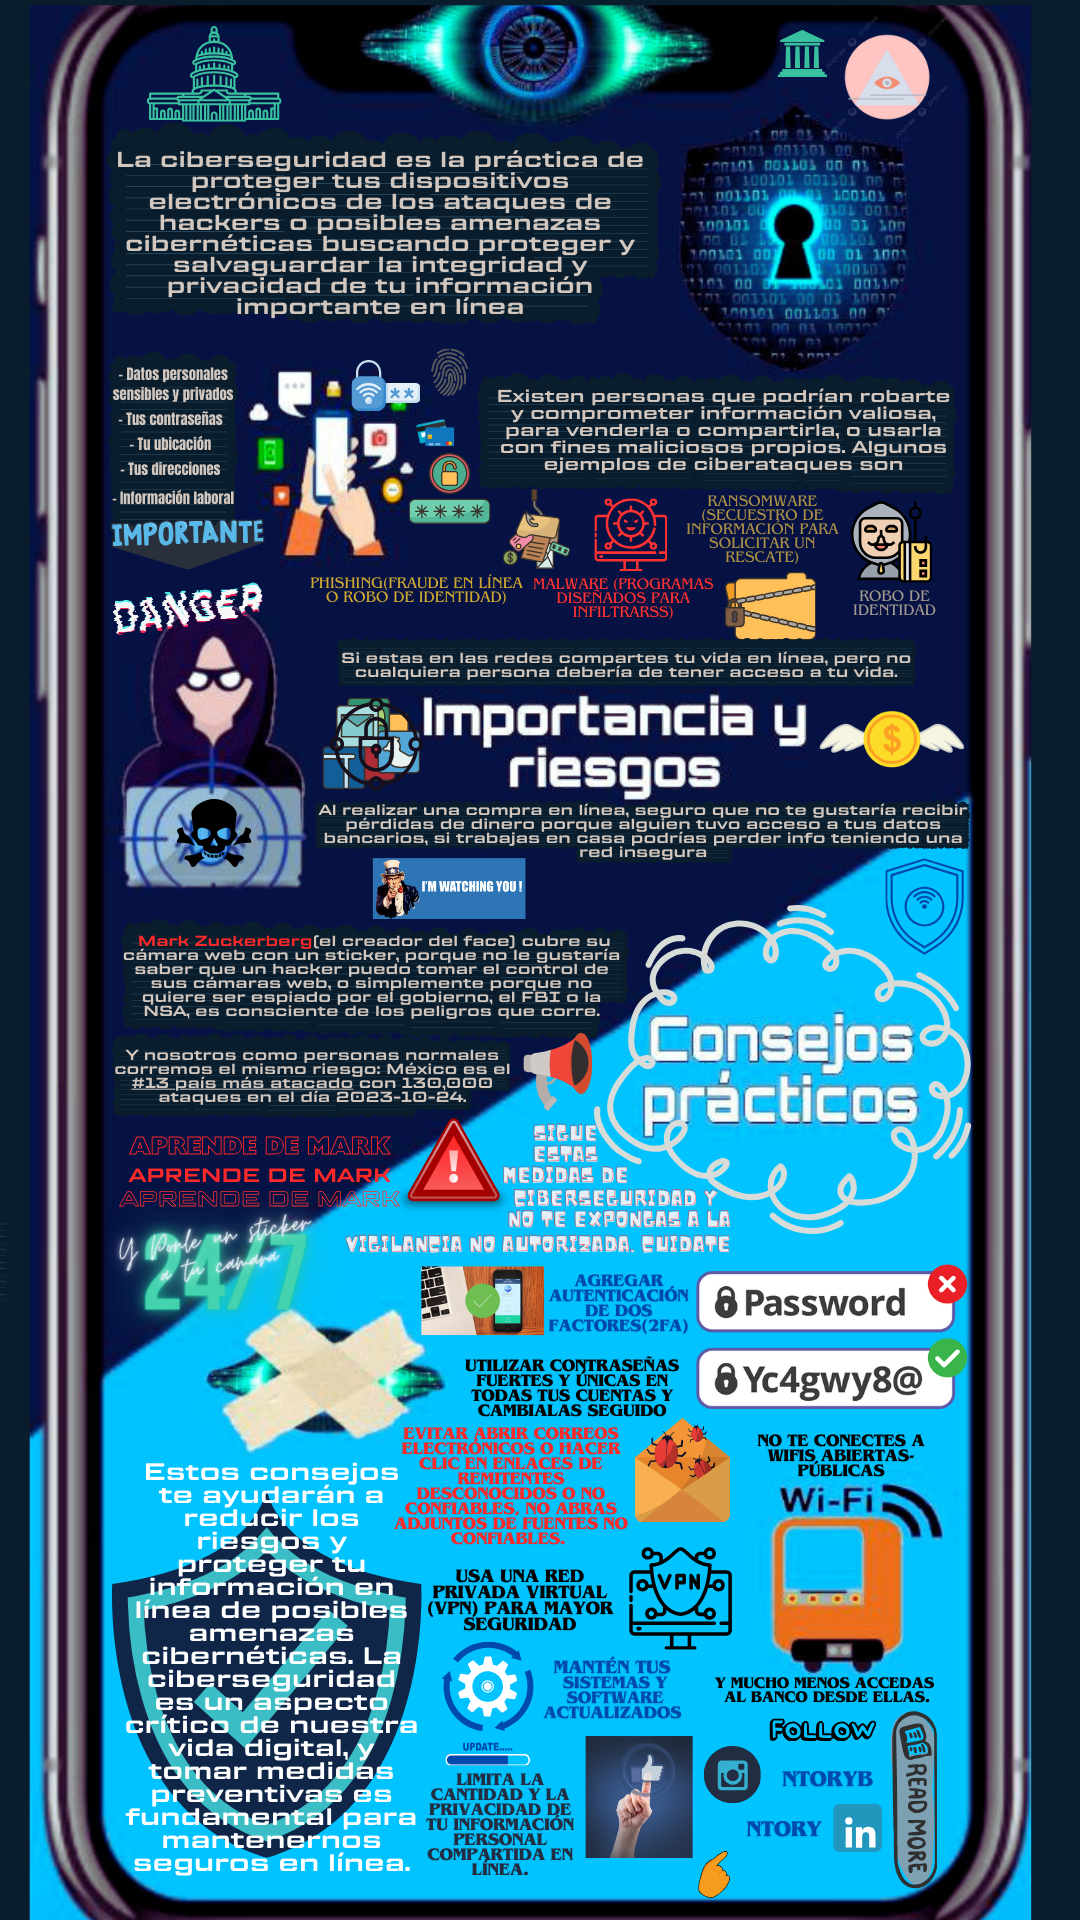 La ciberseguridad es la práctica de
proteger tus dispositivos
electrónicos de los ataques de
hackers o posibles amenazas
cibernéticas buscando proteger y
salvaguardar la integridad y
privacidad de tu información
importante en línea
- Datos personales
sensibles y privados
- Tus contraseñas
- Tu ubicación
- Tus direcciones
- Información laboral
IMPORTANTE
Existen personas que podrían robarte
y comprometer información valiosa,
para venderla o compartirla, o usarla
con fines maliciosos propios. Algunos
ejemplos de ciberataques son
PHISHING(FRAUDE EN LÍNEA
O ROBO DE IDENTIDAD)
MALWARE (PROGRAMAS
DISEÑADOS PARA
INFILTRARSS)
RANSOMWARE
(SECUESTRO DE
INFORMACIÓN PARA
SOLICITAR UN
RESCATE)
ROBO DE
IDENTIDAD
DANGER
Si estas en las redes compartes tu vida en línea, pero no
cualquiera persona debería de tener acceso a tu vida.
Importancia y
riesgos
Al realizar una compra en línea, seguro que no te gustaría recibir
pérdidas de dinero porque alguien tuvo acceso a tus datos
bancarios, si trabajas en casa podrías perder info teniendo una
red insegura
I'M WATCHING YOU !
Mark Zuckerberg(el creador del face) cubre su
cámara web con un sticker, porque no le gustaría
saber que un hacker puedo tomar el control de
sus cámaras web, o simplemente porque no
quiere ser espiado por el gobierno, el FBI o la
NSA, es consciente de los peligros que corre.
Y nosotros como personas normales
corremos el mismo riesgo: México es el
#13 país más atacado con 130,000
ataques en el día 2023-10-24.
Consejos
prácticos
APRENDE DE MARK
APRENDE DE MARK
APRENDE DE MARK
Y Ponle un sticker
a tu camara
24/7
SIGUE
ESTAS
MEDIDAS DE
CIBERSEGURIDAD Y
NO TE EXPONGAS A LA
VIGILANCIA NO AUTORIZADA. CUIDATE
AGREGAR
AUTENTICACIÓN
DE DOS
FACTORES(2FA)
Password
Yc4gwy8@
UTILIZAR CONTRASEÑAS
FUERTES Y ÚNICAS EN
TODAS TUS CUENTAS Y
CAMBIALAS SEGUIDO
EVITAR ABRIR CORREOS
ELECTRÓNICOS O HACER
CLIC EN ENLACES DE
REMITENTES
DESCONOCIDOS O NO
CONFIABLES, NO ABRAS
ADJUNTOS DE FUENTES NO
CONFIABLES.
NO TE CONECTES A
WIFIS ABIERTAS-
PÚBLICAS
Wi-Fi
USA UNA RED
PRIVADA VIRTUAL
(VPN) PARA MAYOR
SEGURIDAD
VPN
MANTÉN TUS
SISTEMAS Y
SOFTWARE
ACTUALIZADOS
UPDATE.....
Y MUCHO MENOS ACCEDAS
AL BANCO DESDE ELLAS.
LIMITA LA
CANTIDAD Y LA
PRIVACIDAD DE
TU INFORMACIÓN
PERSONAL
COMPARTIDA EN
LÍNEA.
FOLLOW
NTORYB
NTORY
in
READ MORE
Estos consejos
te ayudarán a
reducir los
riesgos y
proteger tu
información en
línea de posibles
amenazas
cibernéticas. La
ciberseguridad
es un aspecto
crítico de nuestra
vida digital, y
tomar medidas
preventivas es
fundamental para
mantenernos
seguros en línea.